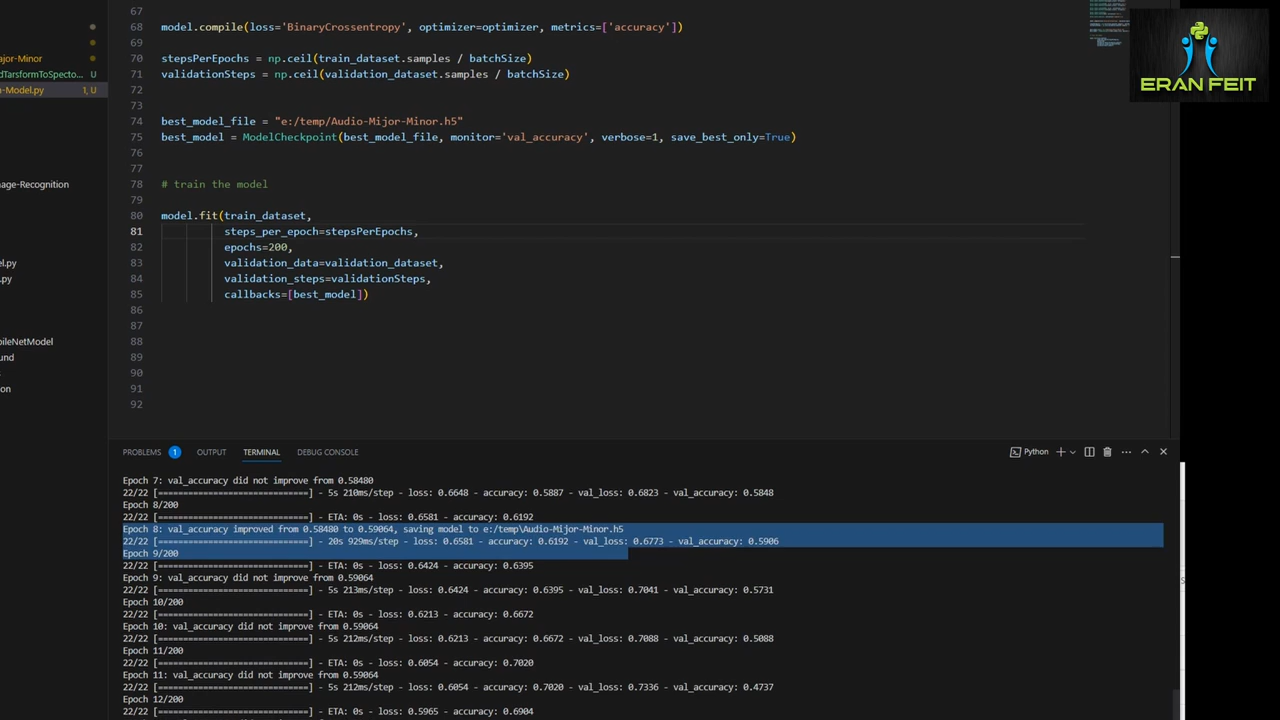 67
68 model.compile(loss='BinaryCrossentropy', optimizer=optimizer, metrics=['accuracy'])
69
70 stepsPerEpochs = np.ceil(train_dataset.samples / batchSize)
71 validationSteps = np.ceil(validation_dataset.samples / batchSize)
72
73
74 best_model_file = "e:/temp/Audio-Mijor-Minor.h5"
75 best_model = ModelCheckpoint(best_model_file, monitor='val_accuracy', verbose=1, save_best_only=True)
76
77
78 # train the model
79
80 model.fit(train_dataset,
81 steps_per_epoch=stepsPerEpochs,
82 epochs=200,
83 validation_data=validation_dataset,
84 validation_steps=validationSteps,
85 callbacks=[best_model])
86
87
88
89
90
91
92
ajor-Minor
dTarsformToSpecto... U
-Model.py 1, U
nage-Recognition
el.py
.py
bileNetModel
und
on
ERAN FEIT
PROBLEMS 1 OUTPUT TERMINAL DEBUG CONSOLE Python
Epoch 7: val_accuracy did not improve from 0.58480
22/22 [==============================] - 5s 210ms/step - loss: 0.6648 - accuracy: 0.5887 - val_loss: 0.6823 - val_accuracy: 0.5848
Epoch 8/200
22/22 [==============================] - ETA: 0s - loss: 0.6581 - accuracy: 0.6192
Epoch 8: val_accuracy improved from 0.58480 to 0.59064, saving model to e:/temp\Audio-Mijor-Minor.h5
22/22 [==============================] - 20s 929ms/step - loss: 0.6581 - accuracy: 0.6192 - val_loss: 0.6773 - val_accuracy: 0.5906
Epoch 9/200
22/22 [==============================] - ETA: 0s - loss: 0.6424 - accuracy: 0.6395
Epoch 9: val_accuracy did not improve from 0.59064
22/22 [==============================] - 5s 213ms/step - loss: 0.6424 - accuracy: 0.6395 - val_loss: 0.7041 - val_accuracy: 0.5731
Epoch 10/200
22/22 [==============================] - ETA: 0s - loss: 0.6213 - accuracy: 0.6672
Epoch 10: val_accuracy did not improve from 0.59064
22/22 [==============================] - 5s 212ms/step - loss: 0.6213 - accuracy: 0.6672 - val_loss: 0.7088 - val_accuracy: 0.5088
Epoch 11/200
22/22 [==============================] - ETA: 0s - loss: 0.6054 - accuracy: 0.7020
Epoch 11: val_accuracy did not improve from 0.59064
22/22 [==============================] - 5s 212ms/step - loss: 0.6054 - accuracy: 0.7020 - val_loss: 0.7336 - val_accuracy: 0.4737
Epoch 12/200
22/22 [==============================] - ETA: 0s - loss: 0.5965 - accuracy: 0.6904